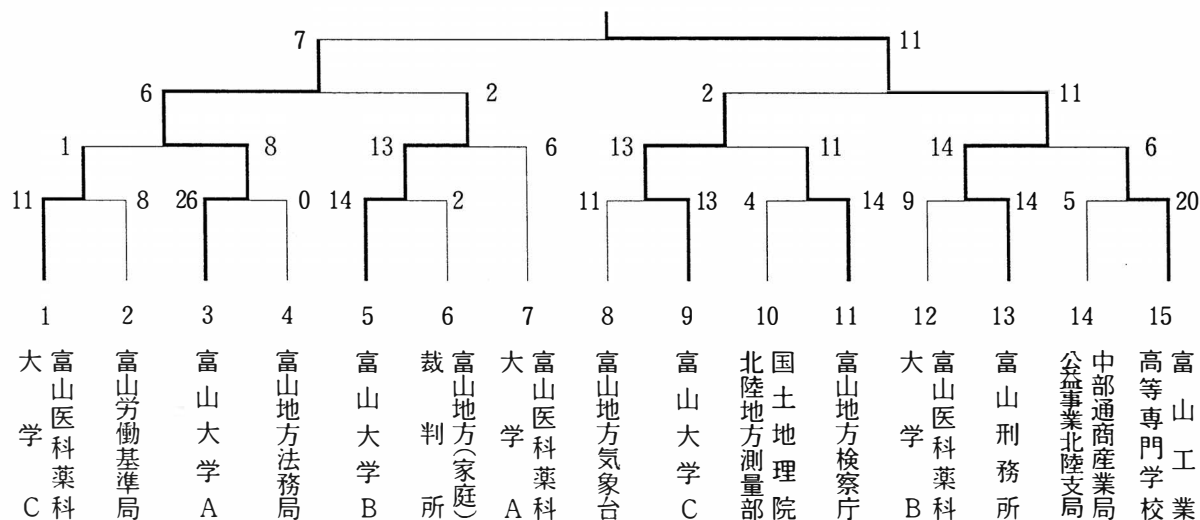 7 11
6 2 2 11
1 8 13 6 13 11 14 6
11 8 26 0 14 2 11 13 4 14 9 14 5 20
1 2 3 4 5 6 7 8 9 10 11 12 13 14 15
富山医科薬科
大学C
富山労働基準局
富山大学A
富山地方法務局
富山大学B
富山地方(家庭)
裁判所
富山医科薬科
大学A
富山地方気象台
富山大学C
国土地理院
北陸地方測量部
富山地方検察庁
富山医科薬科
大学B
富山刑務所
中部通商産業局
公益事業北陸支局
富山工業
高等専門学校